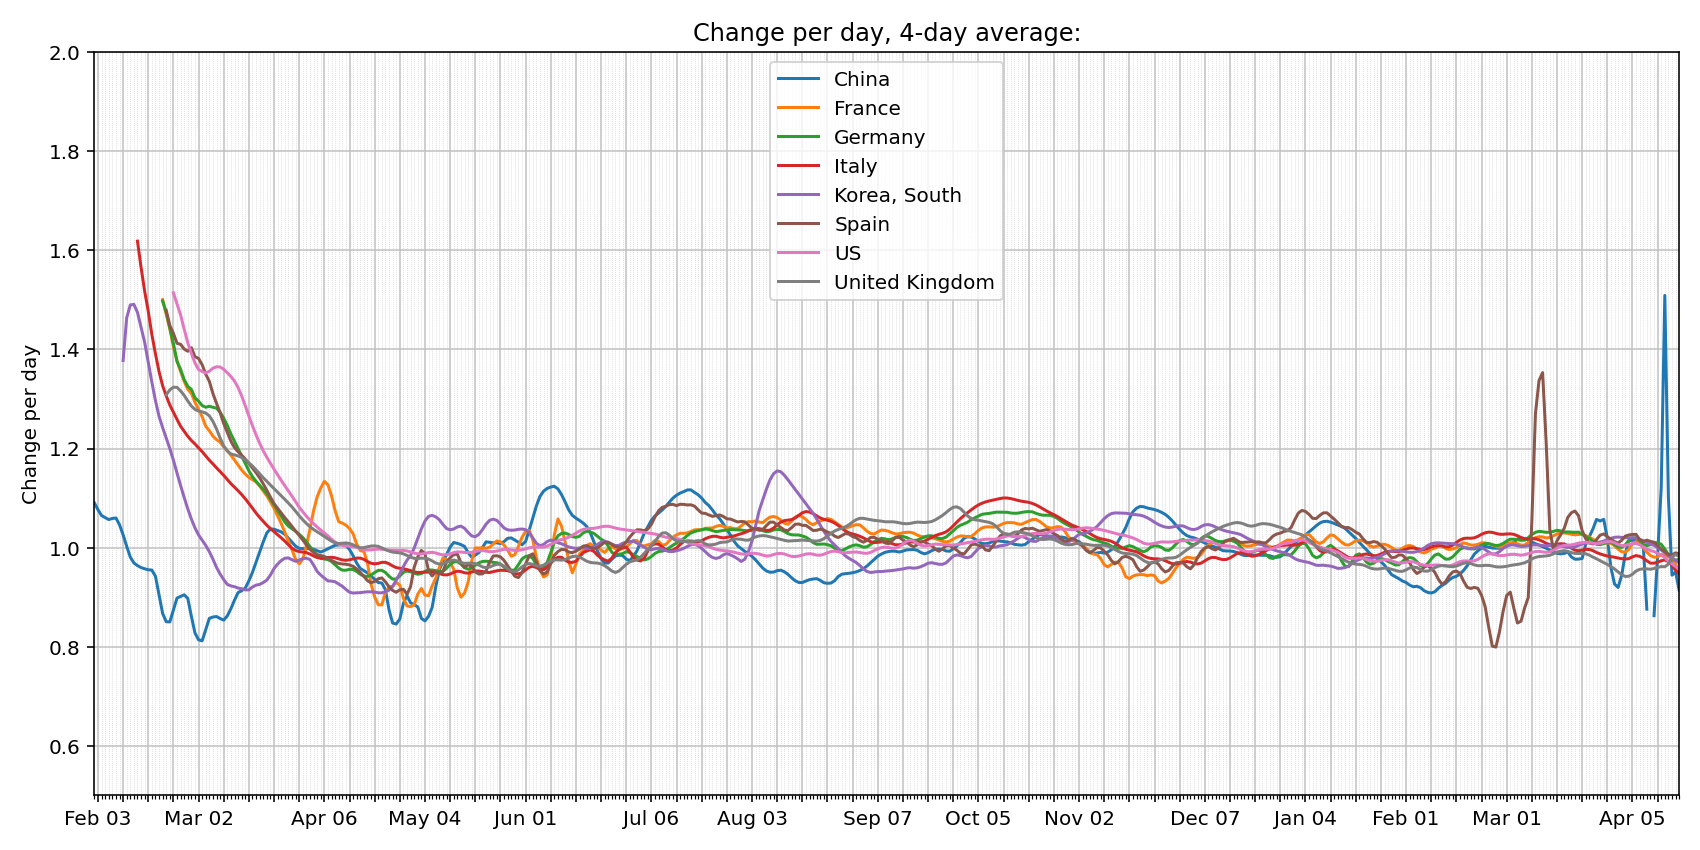 Change per day, 4-day average:
Change per day
2.0
1.8
1.6
1.4
1.2
1.0
0.8
0.6
China
France
Germany
Italy
Korea, South
Spain
US
United Kingdom
Feb 03 Mar 02 Apr 06 May 04 Jun 01 Jul 06 Aug 03 Sep 07 Oct 05 Nov 02 Dec 07 Jan 04 Feb 01 Mar 01 Apr 05